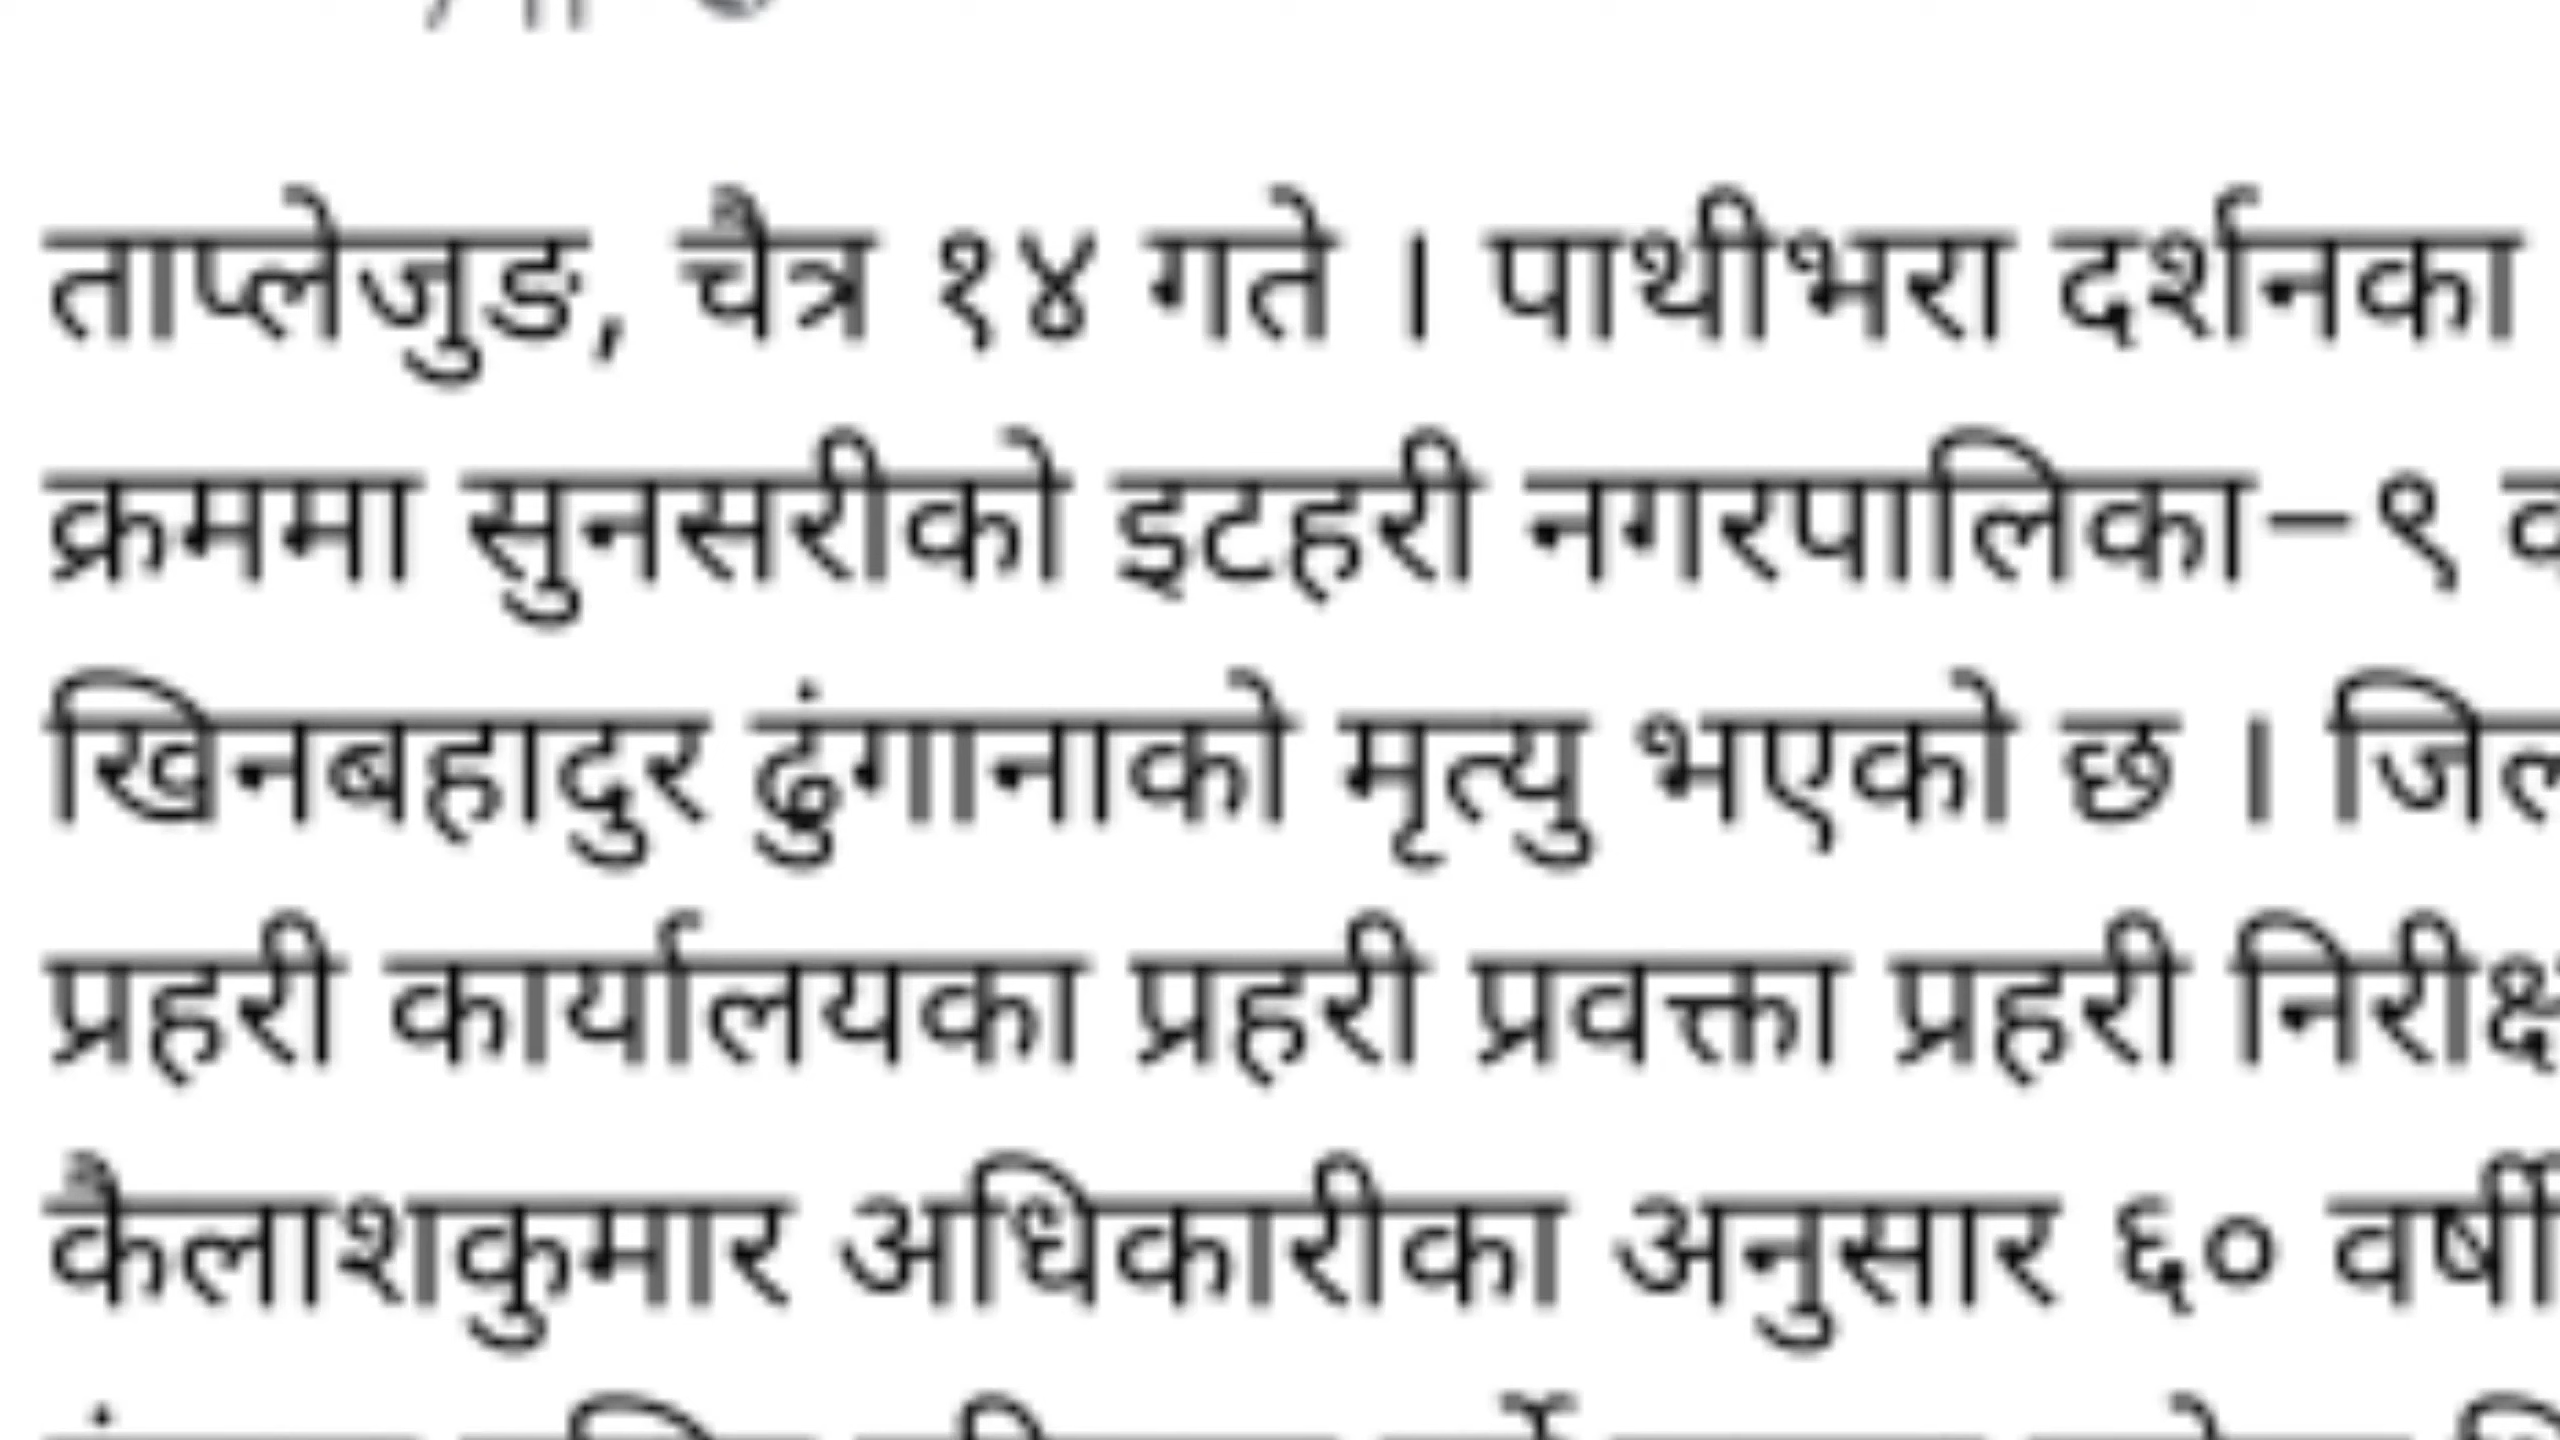 ताप्लेजुङ, चैत्र १४ गते । पाथीभरा दर्शनका
क्रममा सुनसरीको इटहरी नगरपालिका–९
खिनबहादुर ढुंगानाको मृत्यु भएको छ ।
प्रहरी कार्यालयका प्रहरी प्रवक्ता प्रहरी
कैलाशकुमार अधिकारीका अनुसार ६०